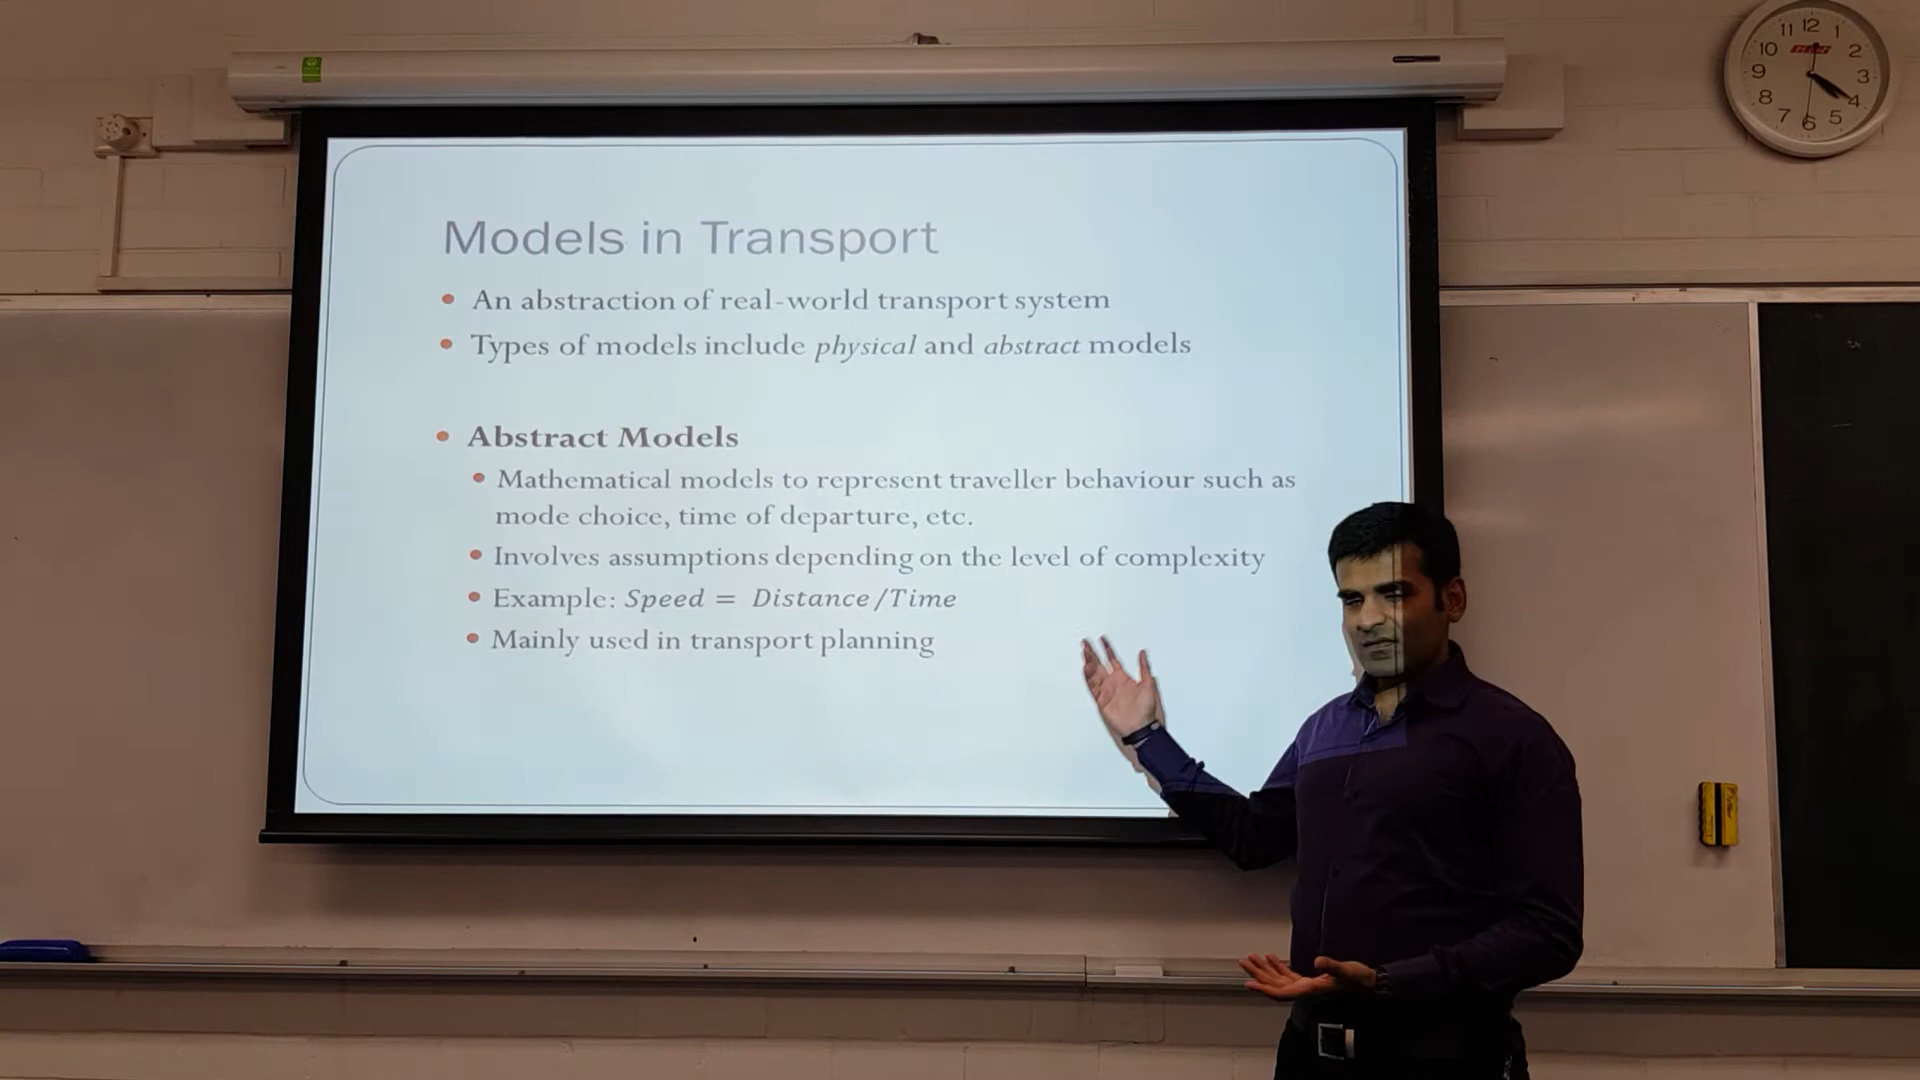 Models in Transport
An abstraction of real-world transport system
Types of models include physical and abstract models
Abstract Models
Mathematical models to represent traveller behaviour such as
mode choice, time of departure, etc.
Involves assumptions depending on the level of complexity
Example: Speed = Distance/Time
Mainly used in transport planning
12
1
2
3
4
5
6
7
8
9
10
11